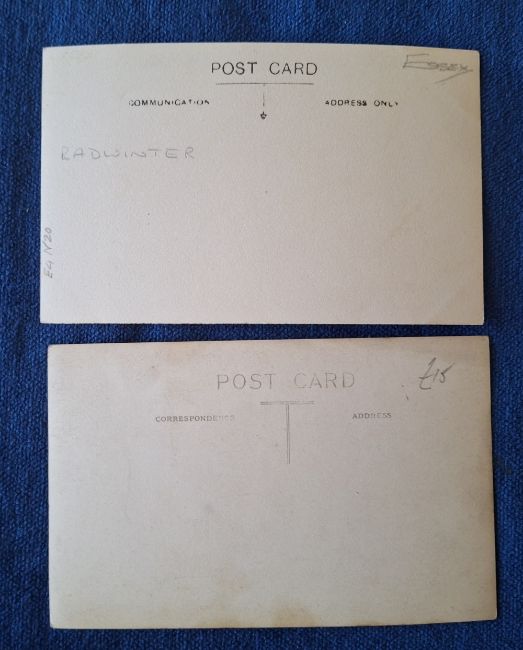 POST CARD
Essex
COMMUNICATION
ADDRESS ONLY
RADWINTER
POST CARD
£15
CORRESPONDENCE
ADDRESS